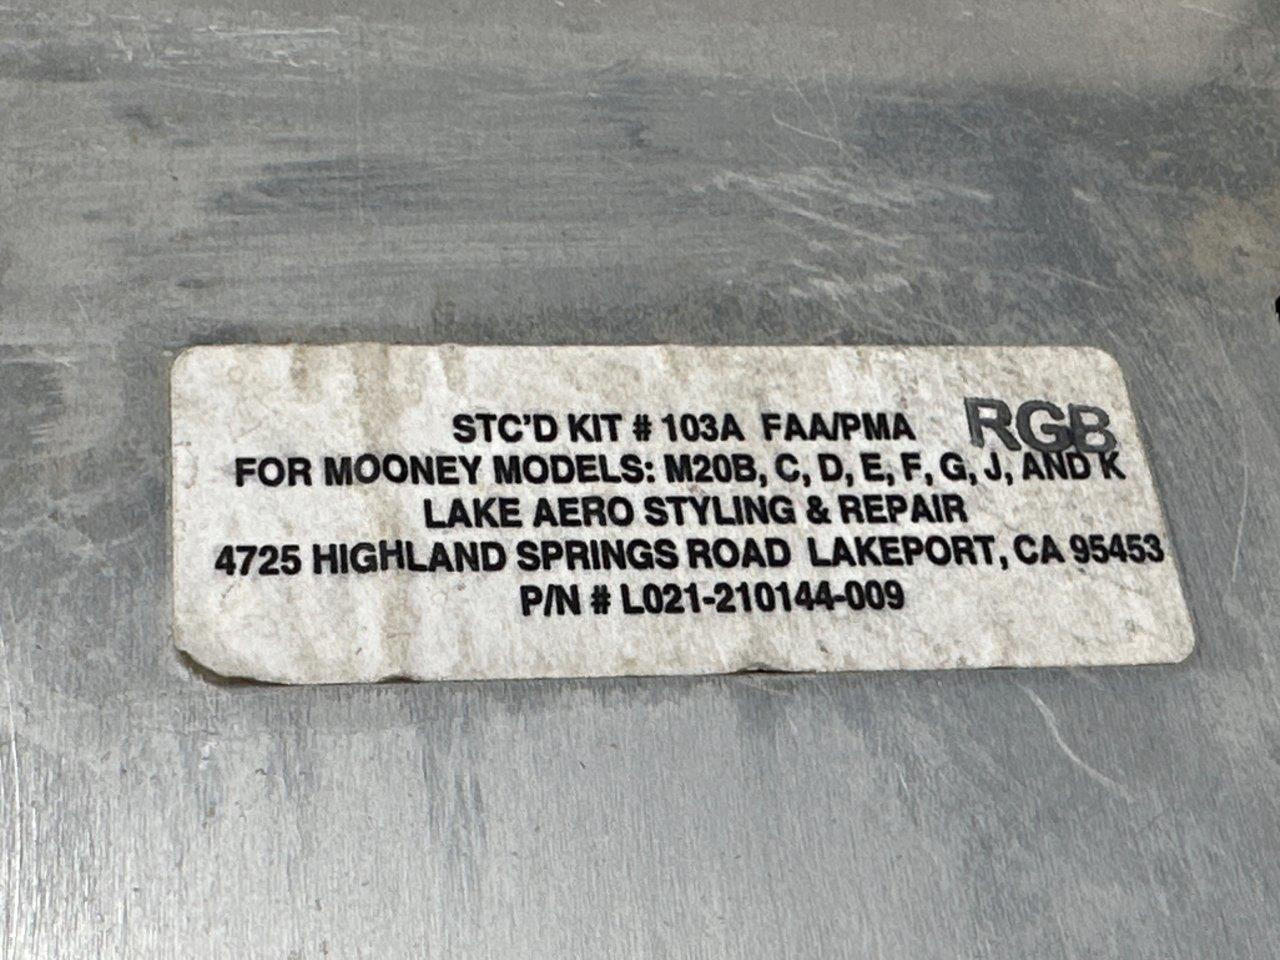 STC'D KIT # 103A FAA/PMA RGB
FOR MOONEY MODELS: M20B, C, D, E, F, G, J, AND K
LAKE AERO STYLING & REPAIR
4725 HIGHLAND SPRINGS ROAD LAKEPORT, CA 95453
P/N # L021-210144-009